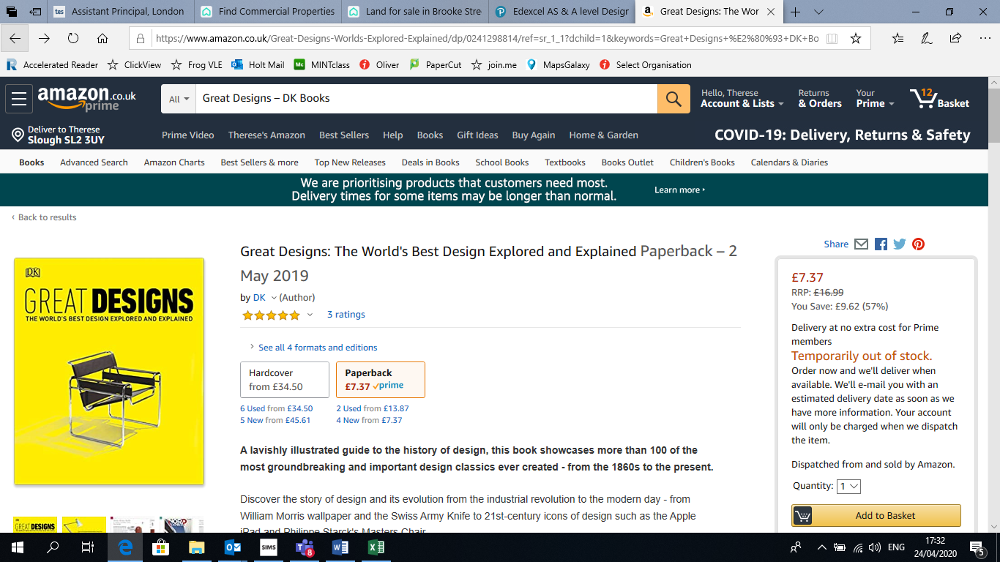 tes Assistant Principal, London
Find Commercial Properties
Land for sale in Brooke Stre
Edexcel AS & A level Design
Great Designs: The Wor
https://www.amazon.co.uk/Great-Designs-Worlds-Explored-Explained/dp/0241298814/ref=sr_1_1?dchild=1&keywords=Great+Designs+%E2%80%93+DK+Bo
Accelerated Reader ClickView Frog VLE Holt Mail MINTclass Oliver PaperCut join.me MapsGalaxy Select Organisation
amazon.co.uk
prime
All
Great Designs – DK Books
Hello, Therese
Account & Lists
Returns
& Orders
Your
Prime
12
Basket
Deliver to Therese
Slough SL2 3UY
Prime Video Therese's Amazon Best Sellers Help Books Gift Ideas Buy Again Home & Garden
COVID-19: Delivery, Returns & Safety
Books Advanced Search Amazon Charts Best Sellers & more Top New Releases Deals in Books School Books Textbooks Books Outlet Children's Books Calendars & Diaries
We are prioritising products that customers need most.
Delivery times for some items may be longer than normal.
Learn more
‹ Back to results
DK
GREAT DESIGNS
THE WORLD'S BEST DESIGN EXPLORED AND EXPLAINED
Great Designs: The World's Best Design Explored and Explained Paperback – 2
May 2019
by DK (Author)
3 ratings
See all 4 formats and editions
Hardcover
from £34.50
Paperback
£7.37 prime
6 Used from £34.50
5 New from £45.61
2 Used from £13.87
4 New from £7.37
A lavishly illustrated guide to the history of design, this book showcases more than 100 of the
most groundbreaking and important design classics ever created - from the 1860s to the present.
Discover the story of design and its evolution from the industrial revolution to the modern day - from
William Morris wallpaper and the Swiss Army Knife to 21st-century icons of design such as the Apple
iPad and Philippe Starck's Masters Chair.
Share
£7.37
RRP: £16.99
You Save: £9.62 (57%)
Delivery at no extra cost for Prime
members
Temporarily out of stock.
Order now and we'll deliver when
available. We'll e-mail you with an
estimated delivery date as soon as we
have more information. Your account
will only be charged when we dispatch
the item.
Dispatched from and sold by Amazon.
Quantity: 1
Add to Basket
GREAT DESIGNS
SIMS
8
ENG
17:32
24/04/2020
5